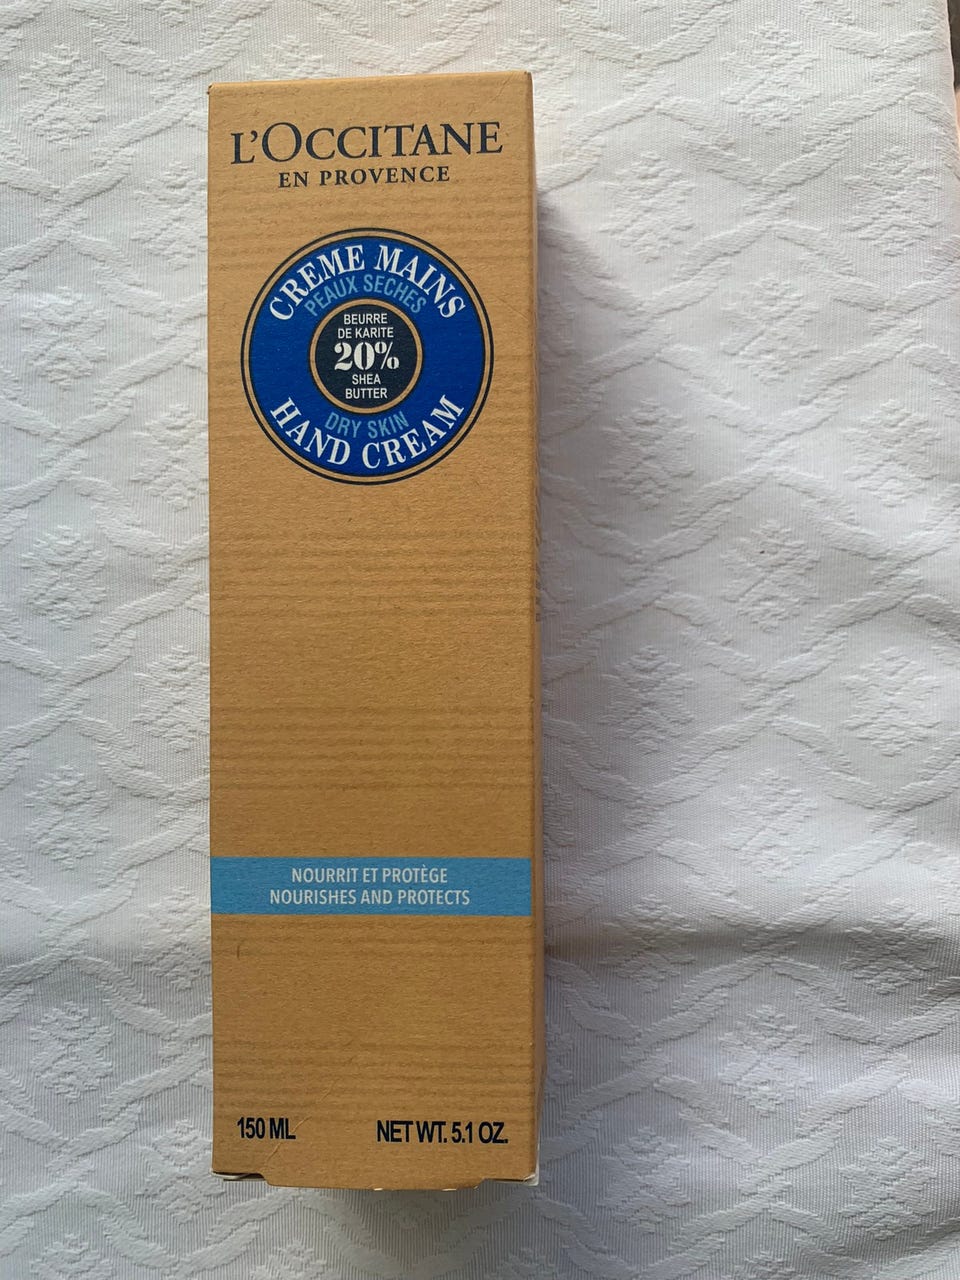 L'OCCITANE
EN PROVENCE
CREME MAINS
PEAUX SECHES
BEURRE
DE KARITE
20%
SHEA
BUTTER
DRY SKIN
HAND CREAM
NOURRIT ET PROTÈGE
NOURISHES AND PROTECTS
150 ML NET WT. 5.1 OZ.